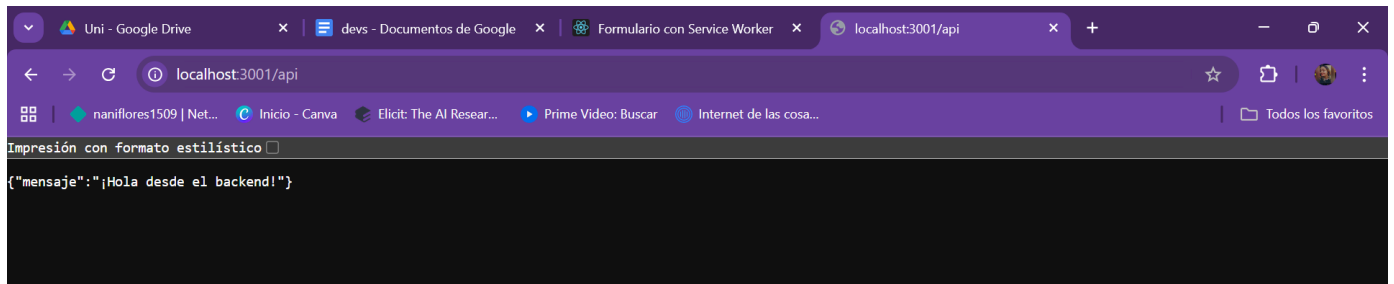 Uni - Google Drive
devs - Documentos de Google
Formulario con Service Worker
localhost:3001/api
localhost:3001/api
naniflores1509 | Net...
Inicio - Canva
Elicit: The AI Resear...
Prime Video: Buscar
Internet de las cosa...
Todos los favoritos
Impresión con formato estilístico
{"mensaje":"¡Hola desde el backend!"}